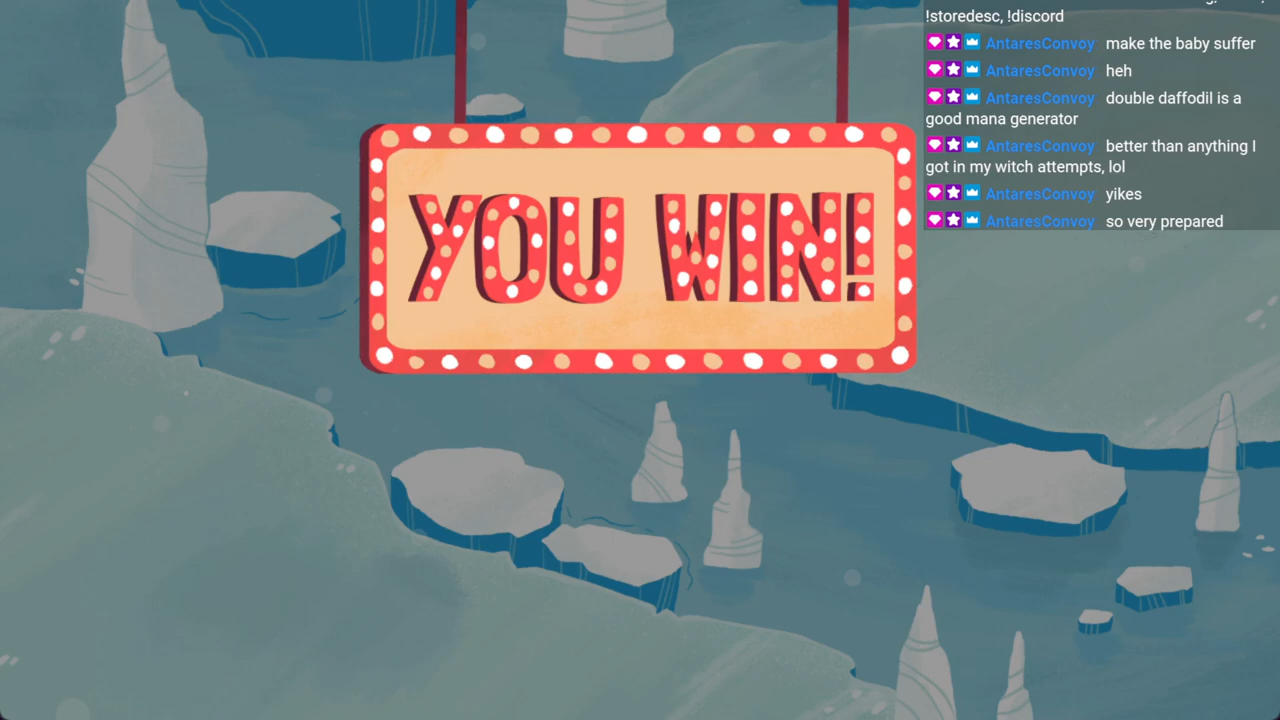 !storedesc, !discord
AntaresConvoy make the baby suffer
AntaresConvoy heh
AntaresConvoy double daffodil is a
good mana generator
AntaresConvoy better than anything I
got in my witch attempts, lol
AntaresConvoy yikes
AntaresConvoy so very prepared
YOU WIN!